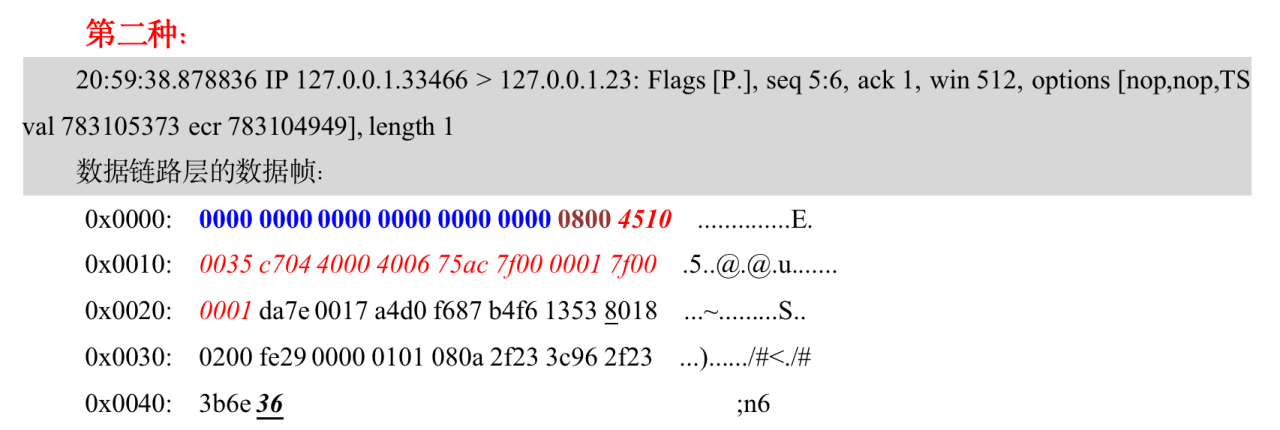 第二种：
20:59:38.878836 IP 127.0.0.1.33466 > 127.0.0.1.23: Flags [P.], seq 5:6, ack 1, win 512, options [nop,nop,TS
val 783105373 ecr 783104949], length 1
数据链路层的数据帧：
0x0000: 0000 0000 0000 0000 0000 0000 0800 4510 ..............E.
0x0010: 0035 c704 4000 4006 75ac 7f00 0001 7f00 .5..@.@.u.......
0x0020: 0001 da7e 0017 a4d0 f687 b4f6 1353 8018 ...~.........S..
0x0030: 0200 fe29 0000 0101 080a 2f23 3c96 2f23 ...)....../#<./#
0x0040: 3b6e 36 ;n6